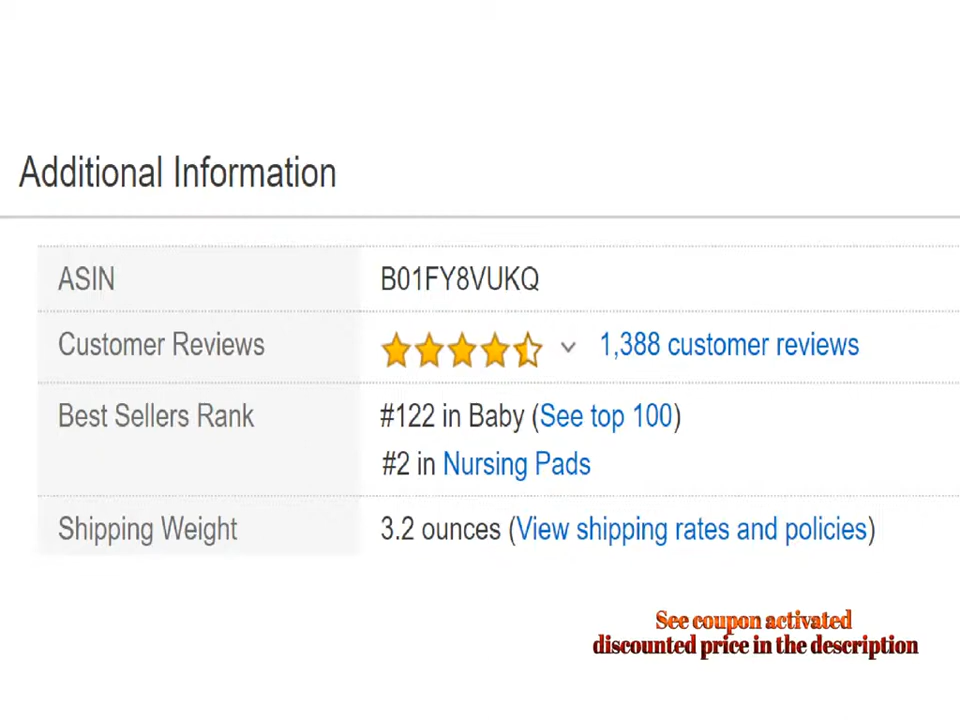 Additional Information
ASIN B01FY8VUKQ
Customer Reviews 1,388 customer reviews
Best Sellers Rank #122 in Baby (See top 100)
#2 in Nursing Pads
Shipping Weight 3.2 ounces (View shipping rates and policies)
See coupon activated
discounted price in the description